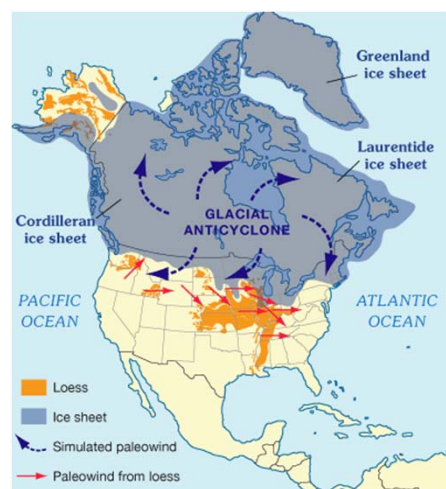 Greenland
ice sheet
Laurentide
ice sheet
Cordilleran
ice sheet
GLACIAL
ANTICYCLONE
PACIFIC
OCEAN
ATLANTIC
OCEAN
Loess
Ice sheet
Simulated paleowind
Paleowind from loess